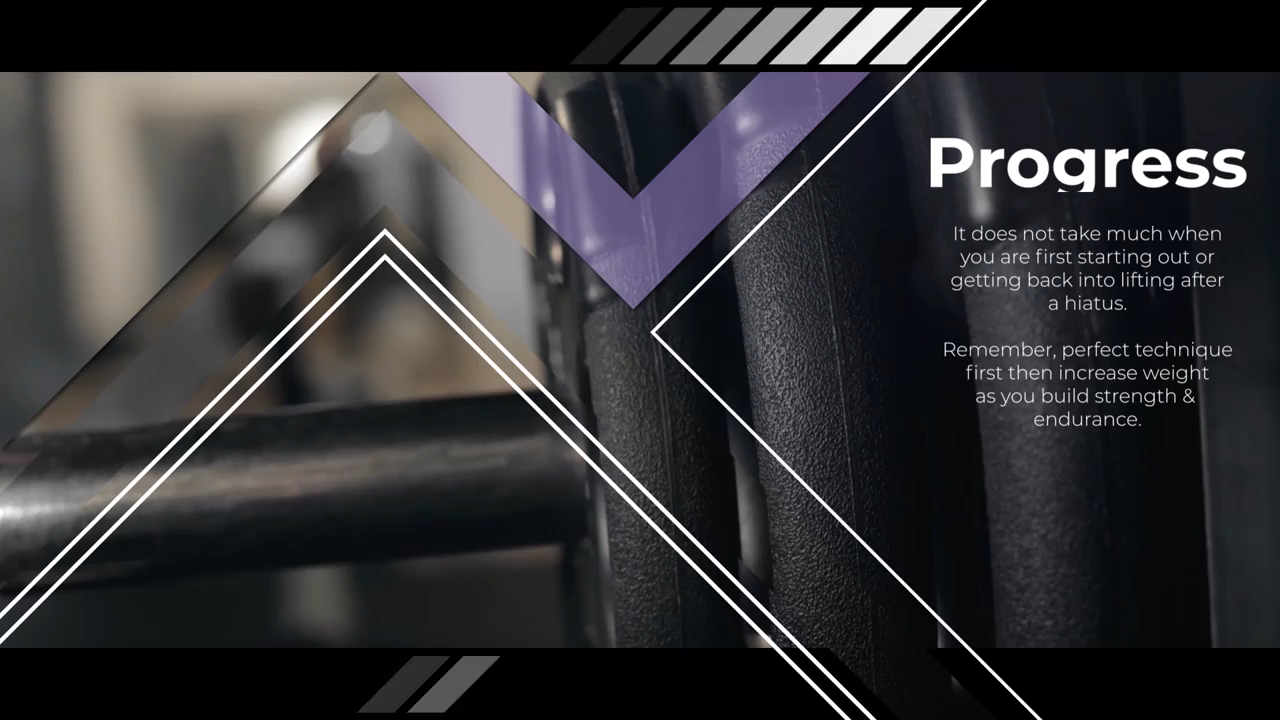 Progress
It does not take much when
you are first starting out or
getting back into lifting after
a hiatus.
Remember, perfect technique
first then increase weight
as you build strength &
endurance.